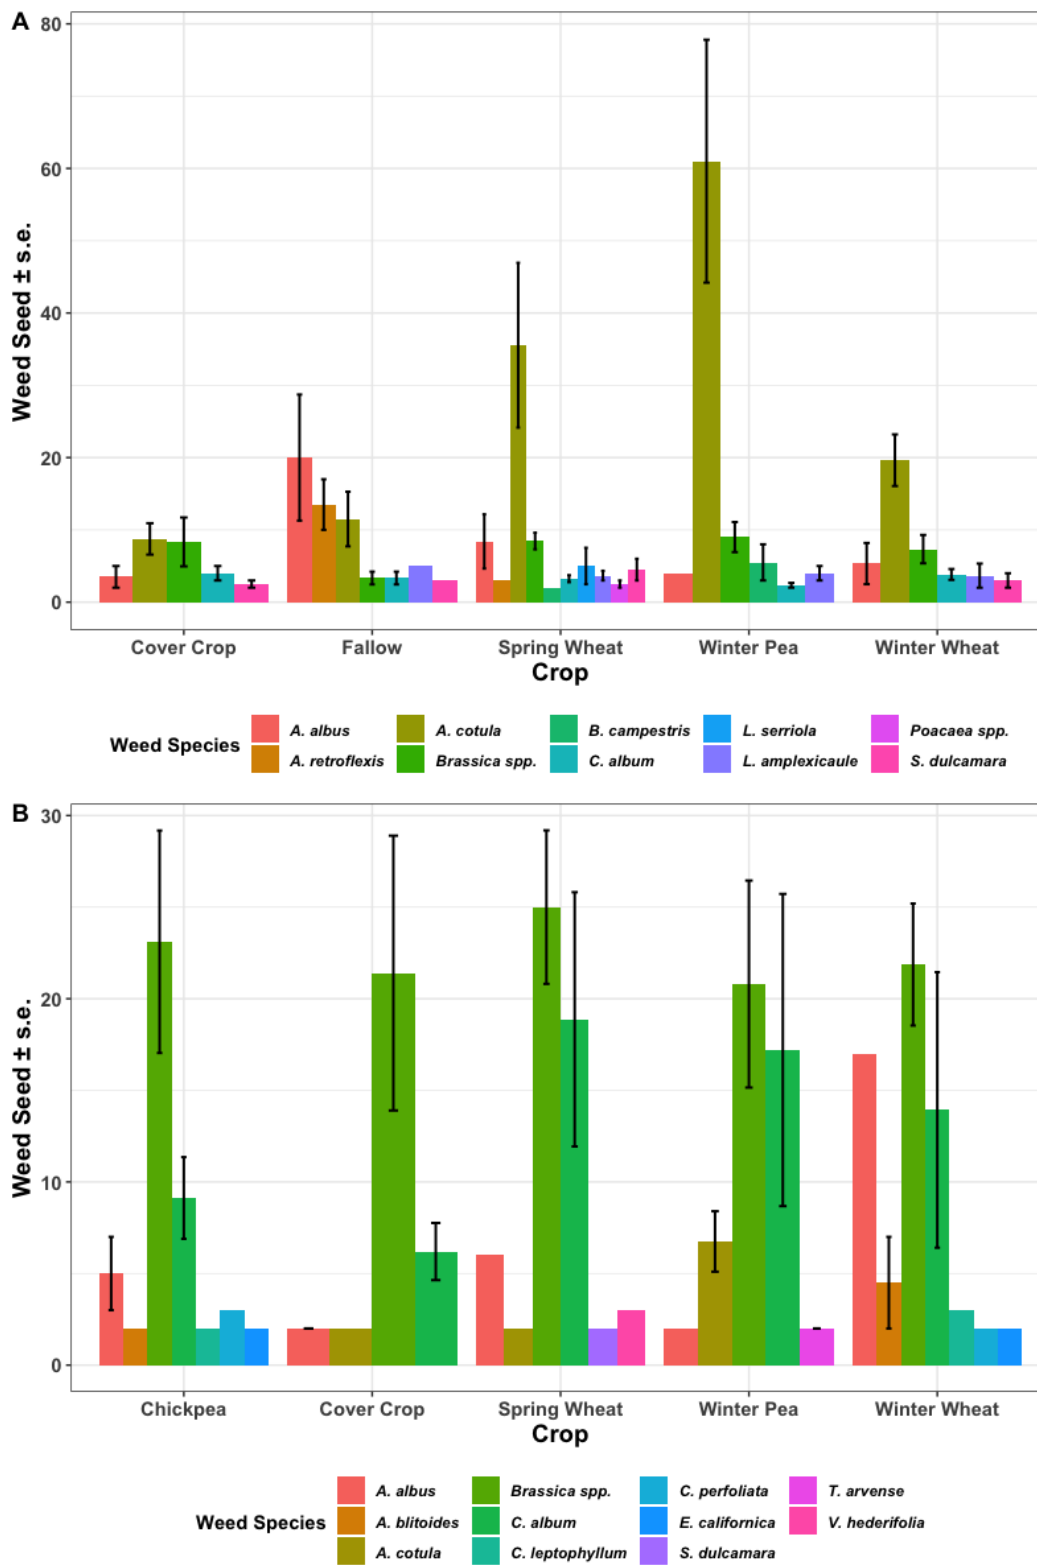 A
80
60
40
20
0
Weed Seed ± s.e.
Cover Crop Fallow Spring Wheat Winter Pea Winter Wheat
Crop
Weed Species
A. albus A. cotula B. campestris L. serriola Poacaea spp.
A. retroflexis Brassica spp. C. album L. amplexicaule S. dulcamara
B
30
20
10
0
Weed Seed ± s.e.
Chickpea Cover Crop Spring Wheat Winter Pea Winter Wheat
Crop
Weed Species
A. albus Brassica spp. C. perfoliata T. arvense
A. blitoides C. album E. californica V. hederifolia
A. cotula C. leptophyllum S. dulcamara